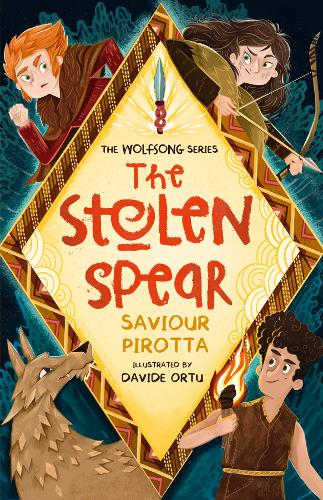 THE WOLFSONG SERIES
The
Stolen
Spear
SAVIOUR
PIROTTA
ILLUSTRATED BY
DAVIDE ORTU